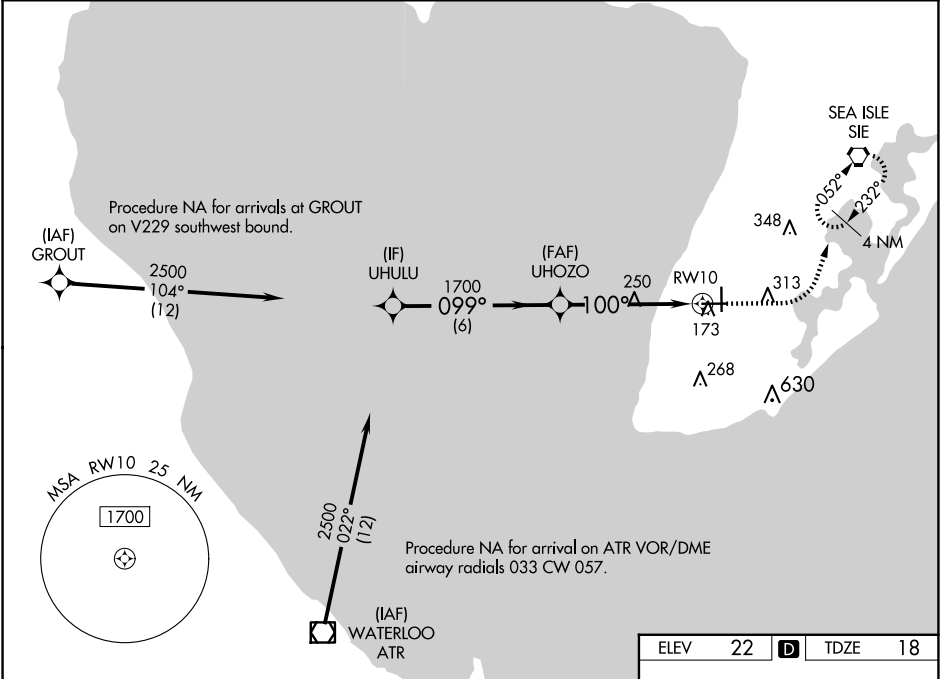 SEA ISLE
SIE
052°
232°
4 NM
Procedure NA for arrivals at GROUT
on V229 southwest bound.
(IAF)
GROUT
2500
104°
(12)
(IF)
UHULU
1700
099°
(6)
(FAF)
UHOZO
100°
250
RW10
173
348
313
268
630
MSA RW10 25 NM
1700
2500
022°
(12)
Procedure NA for arrival on ATR VOR/DME
airway radials 033 CW 057.
(IAF)
WATERLOO
ATR
ELEV 22 D TDZE 18